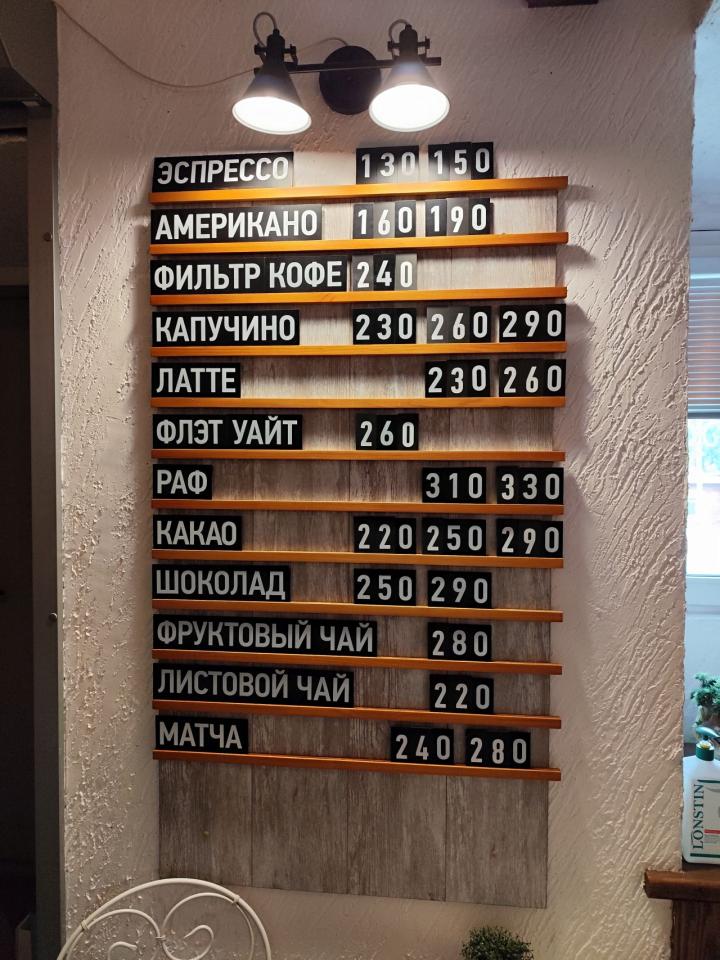 ЭСПРЕССО 130 150
АМЕРИКАНО 160 190
ФИЛЬТР КОФЕ 240
КАПУЧИНО 230 260 290
ЛАТТЕ 230 260
ФЛЭТ УАЙТ 260
РАФ 310 330
КАКАО 220 250 290
ШОКОЛАД 250 290
ФРУКТОВЫЙ ЧАЙ 280
ЛИСТОВОЙ ЧАЙ 220
МАТЧА 240 280
LONSTIN